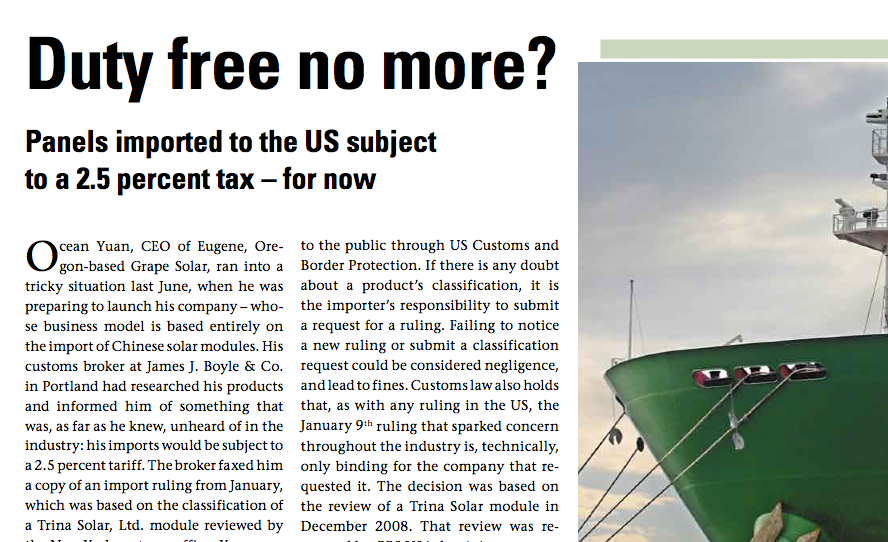 Duty free no more?
Panels imported to the US subject
to a 2.5 percent tax – for now
Ocean Yuan, CEO of Eugene, Ore-
gon-based Grape Solar, ran into a
tricky situation last June, when he was
preparing to launch his company – who-
se business model is based entirely on
the import of Chinese solar modules. His
customs broker at James J. Boyle & Co.
in Portland had researched his products
and informed him of something that
was, as far as he knew, unheard of in the
industry: his imports would be subject to
a 2.5 percent tariff. The broker faxed him
a copy of an import ruling from January,
which was based on the classification of
a Trina Solar, Ltd. module reviewed by
to the public through US Customs and
Border Protection. If there is any doubt
about a product's classification, it is
the importer's responsibility to submit
a request for a ruling. Failing to notice
a new ruling or submit a classification
request could be considered negligence,
and lead to fines. Customs law also holds
that, as with any ruling in the US, the
January 9th ruling that sparked concern
throughout the industry is, technically,
only binding for the company that re-
quested it. The decision was based on
the review of a Trina Solar module in
December 2008. That review was re-